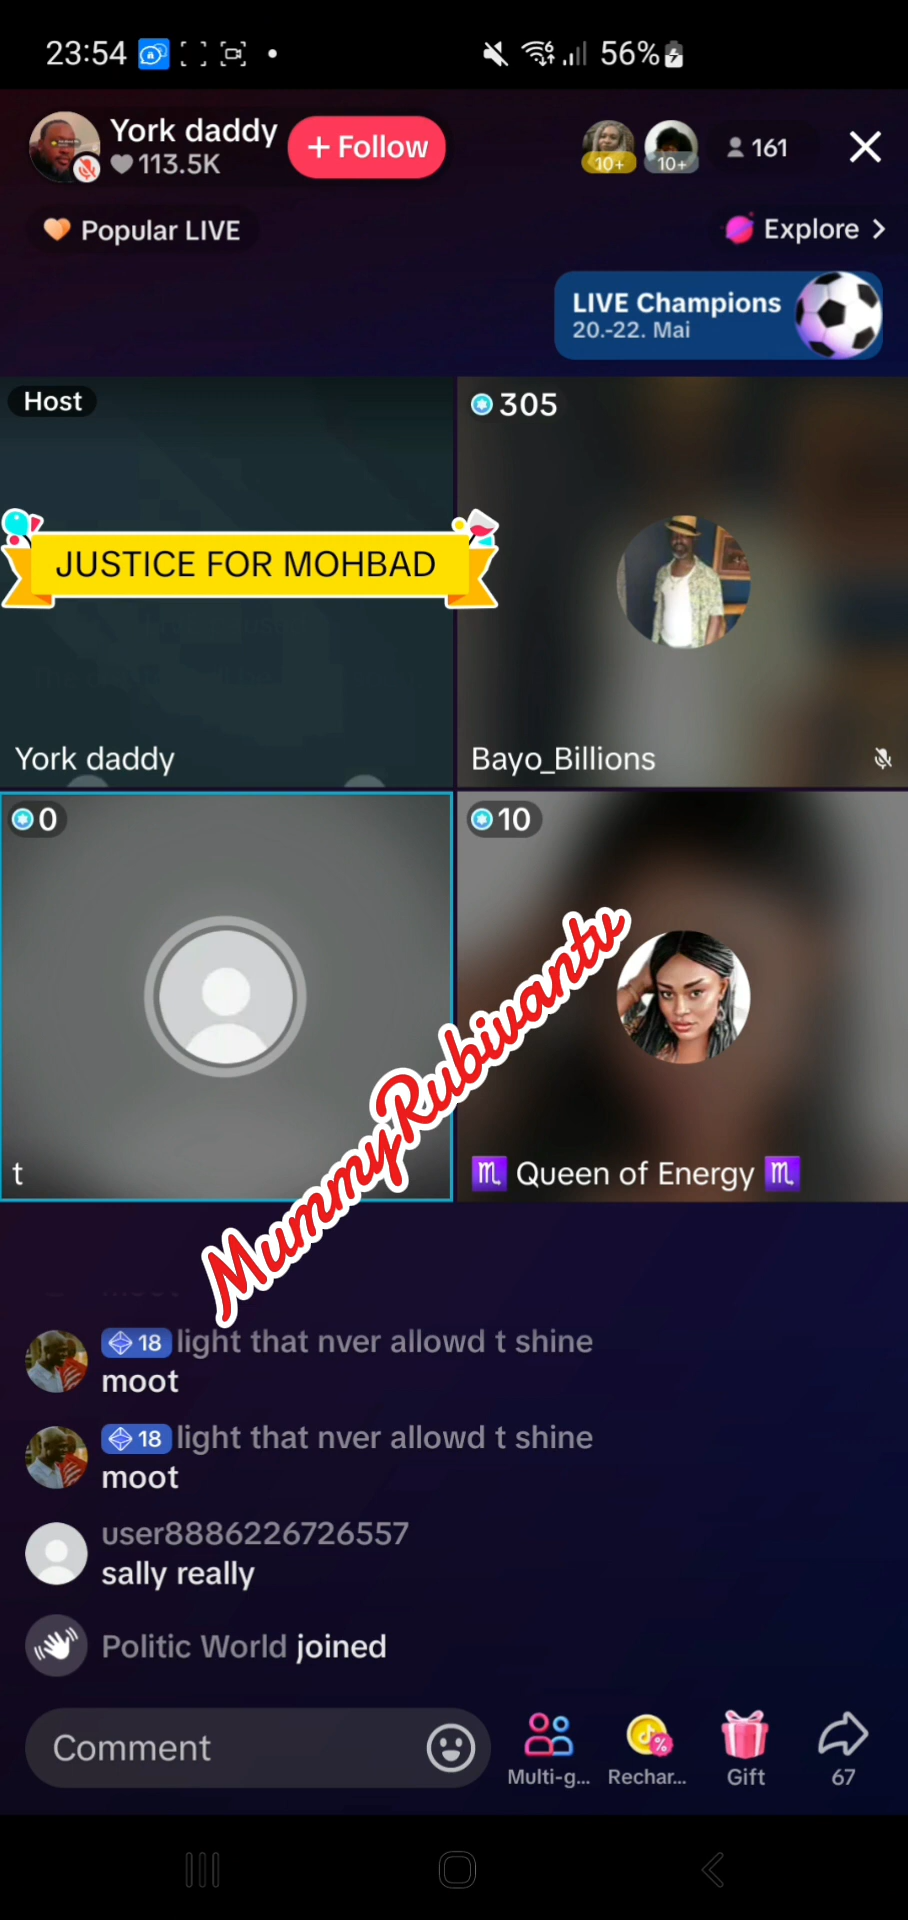 23:54
56%
York daddy
113.5K
+ Follow
10+
10+
161
Popular LIVE
Explore >
LIVE Champions
20.-22. Mai
Host
305
JUSTICE FOR MOHBAD
York daddy
Bayo_Billions
0
10
MummyRubivantv
t
♏ Queen of Energy ♏
18 light that nver allowd t shine
moot
18 light that nver allowd t shine
moot
user8886226726557
sally really
Politic World joined
Comment
Multi-g...
Rechar...
Gift
67